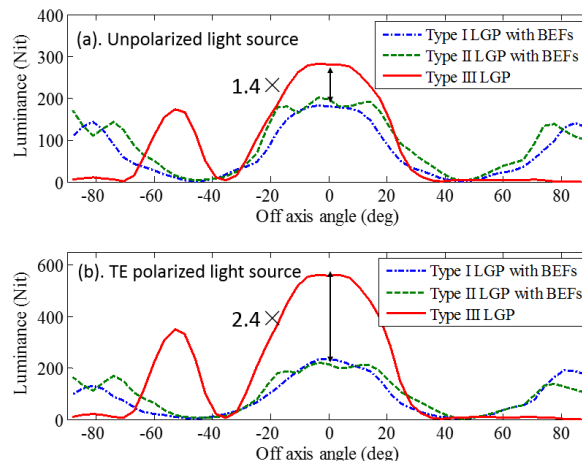 (a). Unpolarized light source
Type I LGP with BEFs
Type II LGP with BEFs
Type III LGP
1.4×
Luminance (Nit)
400
300
200
100
0
-80 -60 -40 -20 0 20 40 60 80
Off axis angle (deg)
(b). TE polarized light source
Type I LGP with BEFs
Type II LGP with BEFs
Type III LGP
2.4×
Luminance (Nit)
600
400
200
0
-80 -60 -40 -20 0 20 40 60 80
Off axis angle (deg)